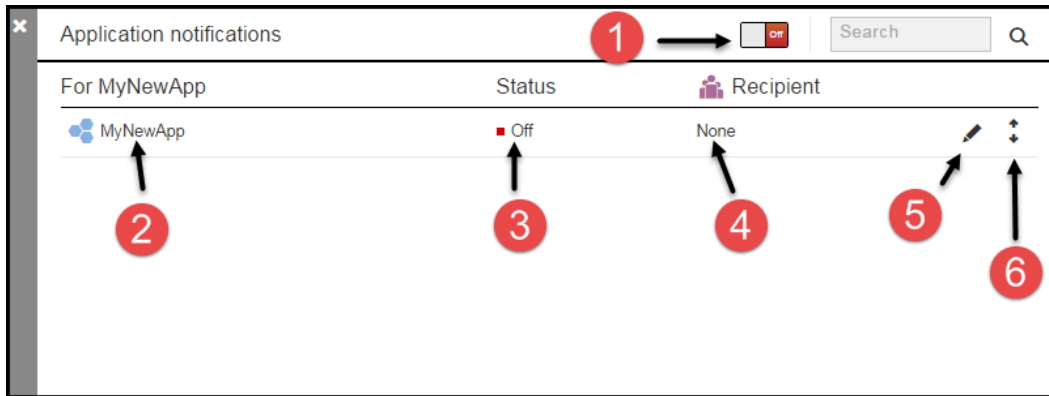 Application notifications
1
Off
Search
For MyNewApp
Status
Recipient
MyNewApp
Off
None
2
3
4
5
6